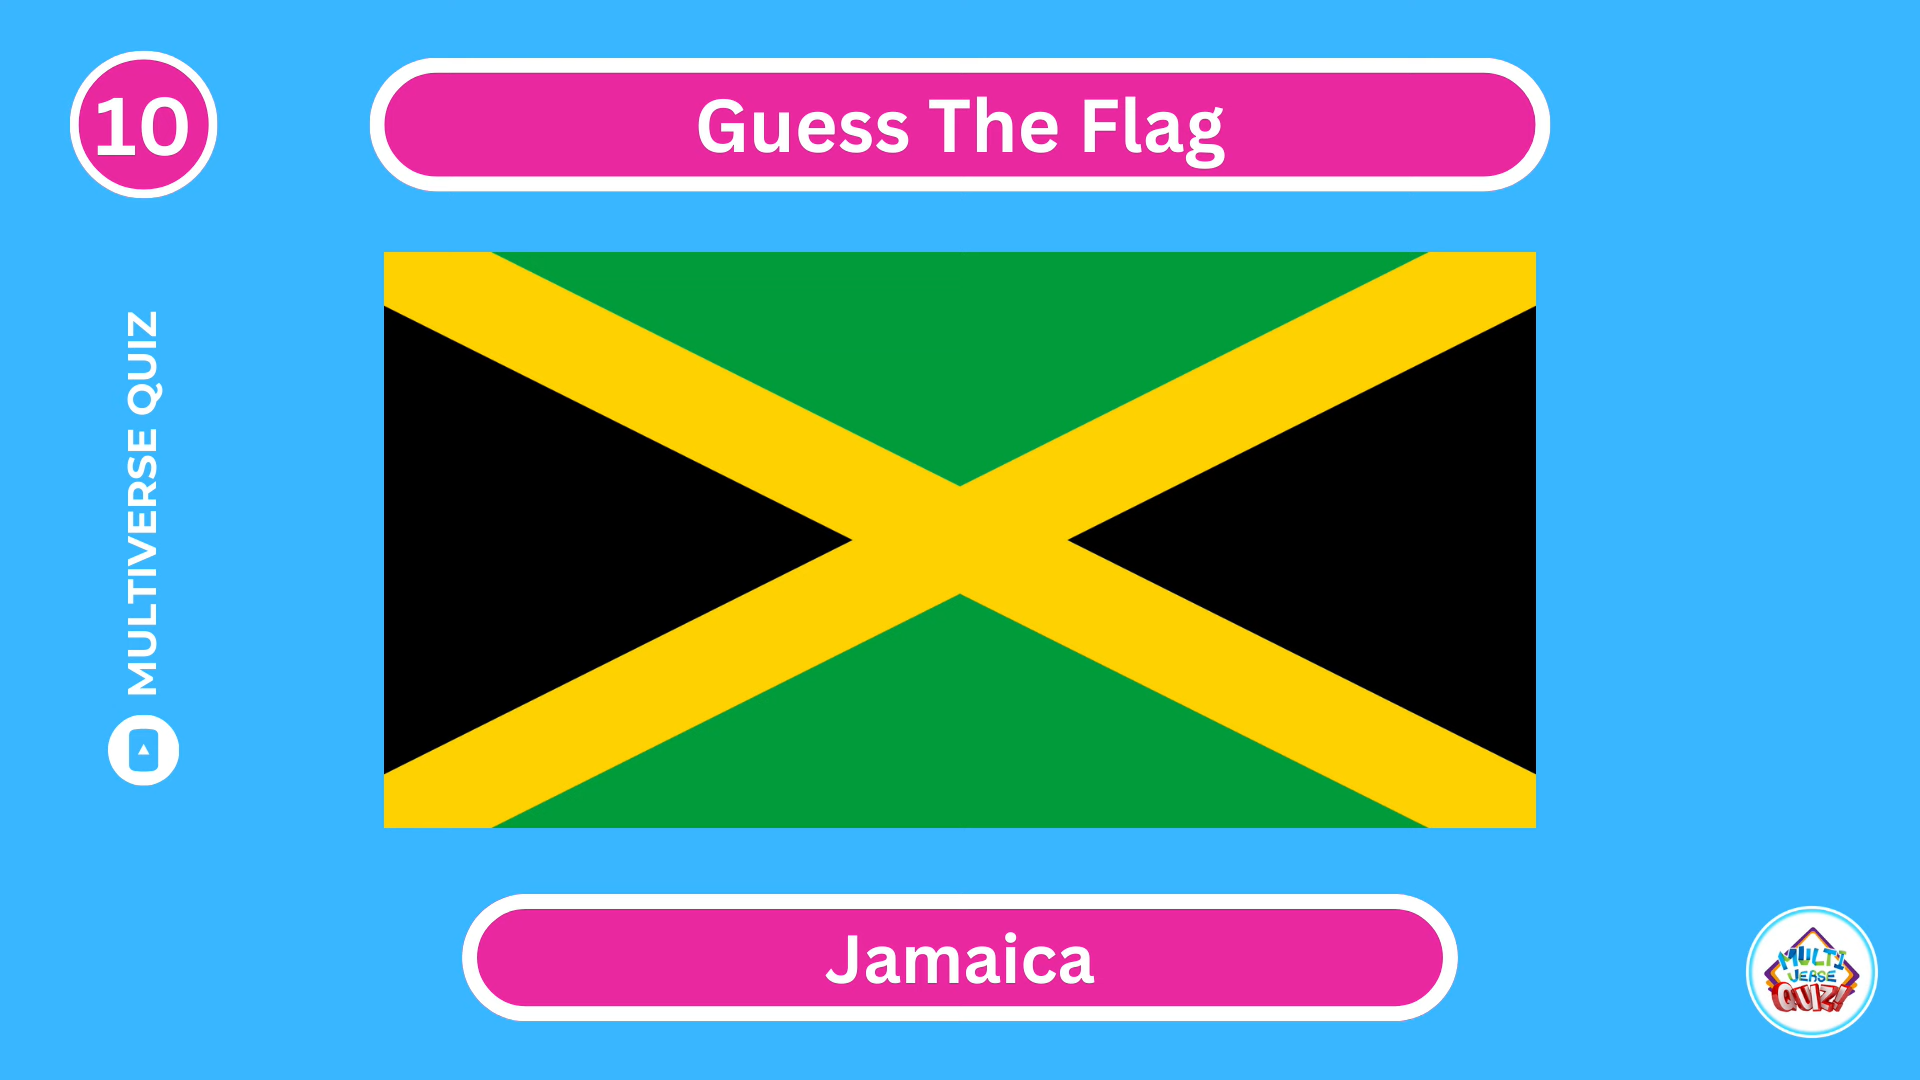 10
Guess The Flag
MULTIVERSE QUIZ
Jamaica
MULTI
VERSE
QUIZ!